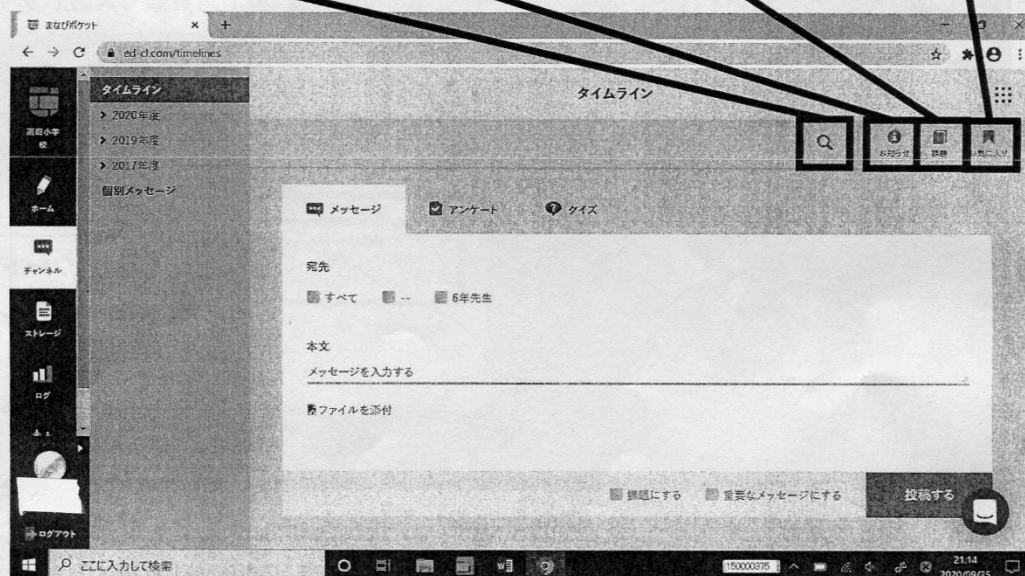 まなびポケット
ed-cl.com/timelines
タイムライン
2020年度
2019年度
2017年度
個別メッセージ
タイムライン
お知らせ
課題
お気に入り
ホーム
チャンネル
ストレージ
ログ
ログアウト
メッセージ
アンケート
クイズ
宛先
すべて
--
6年先生
本文
メッセージを入力する
ファイルを添付
課題にする
重要なメッセージにする
投稿する
ここに入力して検索
150000375
21:14
2020/09/25